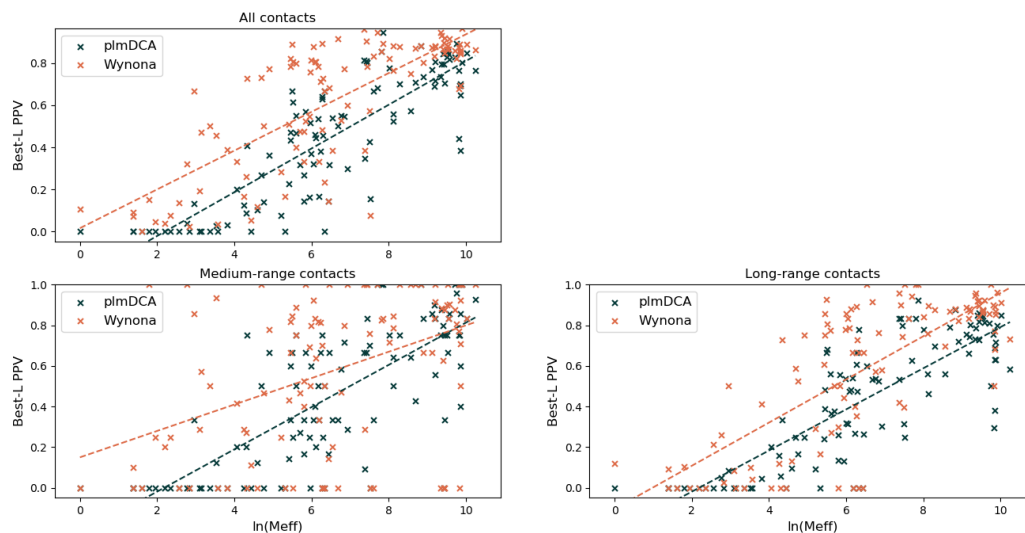 All contacts
plmDCA
Wynona
Best-L PPV
0.8
0.6
0.4
0.2
0.0
0 2 4 6 8 10
Medium-range contacts
plmDCA
Wynona
Best-L PPV
1.0
0.8
0.6
0.4
0.2
0.0
0 2 4 6 8 10
ln(Meff)
Long-range contacts
plmDCA
Wynona
Best-L PPV
1.0
0.8
0.6
0.4
0.2
0.0
0 2 4 6 8 10
ln(Meff)